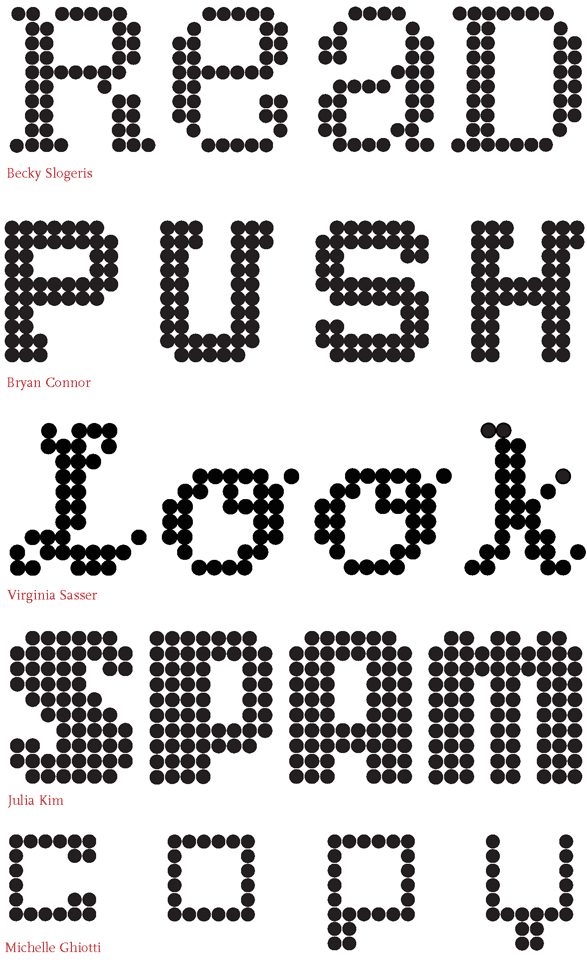 ReaD
Becky Slogeris
PUSH
Bryan Connor
Look
Virginia Sasser
SPAM
Julia Kim
copy
Michelle Ghiotti